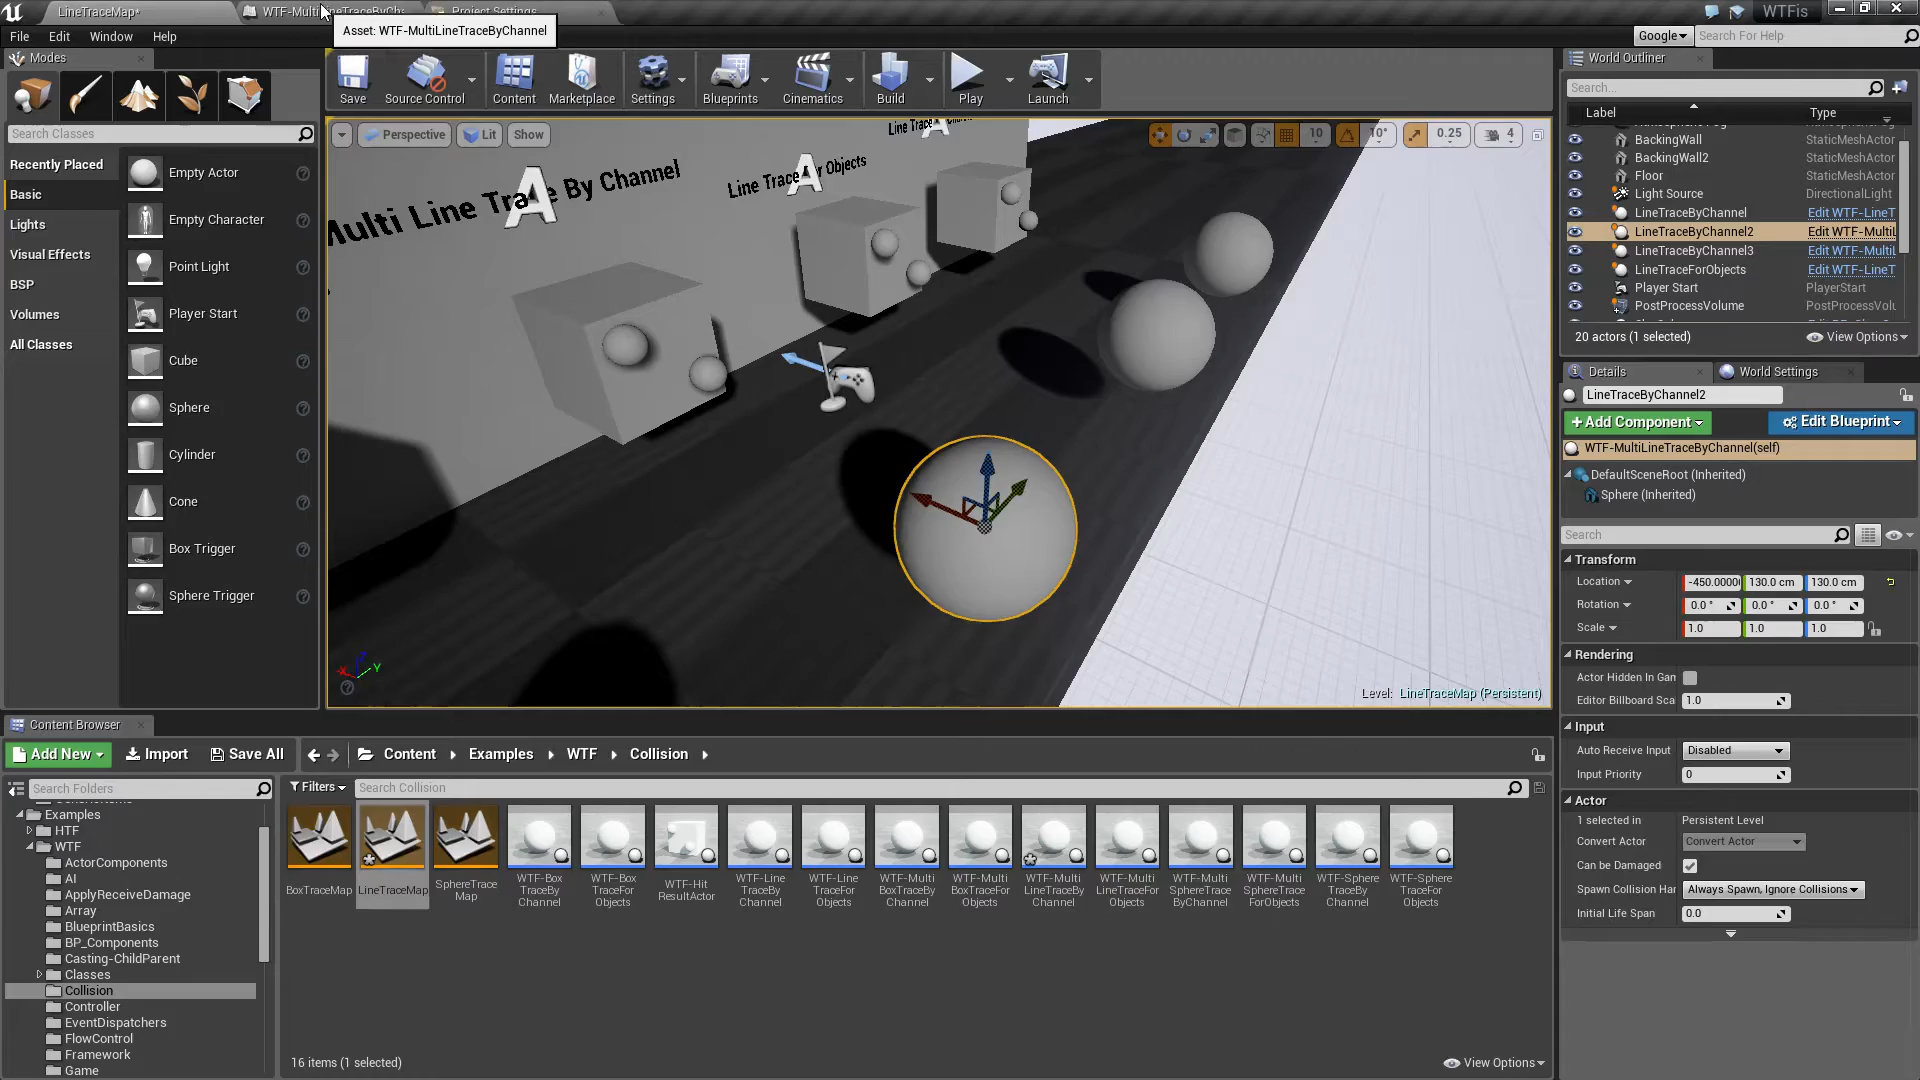 LineTraceMap*
Project Settings
WTFis
File
Edit
Window
Help
Asset: WTF-MultiLineTraceByChannel
Google
Search For Help
Modes
Save
Source Control
Content
Marketplace
Settings
Blueprints
Cinematics
Build
Play
Launch
World Outliner
Search...
Label
Type
BackingWall
StaticMeshActor
BackingWall2
StaticMeshActor
Floor
StaticMeshActor
Light Source
DirectionalLight
LineTraceByChannel
Edit WTF-LineT
LineTraceByChannel2
Edit WTF-Multil
LineTraceByChannel3
Edit WTF-Multil
LineTraceForObjects
Edit WTF-LineT
Player Start
PlayerStart
PostProcessVolume
PostProcessVolu
20 actors (1 selected)
View Options
Search Classes
Recently Placed
Basic
Lights
Visual Effects
BSP
Volumes
All Classes
Empty Actor
Empty Character
Point Light
Player Start
Cube
Sphere
Cylinder
Cone
Box Trigger
Sphere Trigger
Perspective
Lit
Show
10
10°
0.25
4
Multi Line Trace By Channel
Line Trace For Objects
Level: LineTraceMap (Persistent)
Details
World Settings
LineTraceByChannel2
+Add Component
Edit Blueprint
WTF-MultiLineTraceByChannel(self)
DefaultSceneRoot (Inherited)
Sphere (Inherited)
Search
Transform
Location
-450.0000
130.0 cm
130.0 cm
Rotation
0.0 °
0.0 °
0.0 °
Scale
1.0
1.0
1.0
Rendering
Actor Hidden In Gam
Editor Billboard Sca
1.0
Input
Auto Receive Input
Disabled
Input Priority
0
Actor
1 selected in
Persistent Level
Convert Actor
Convert Actor
Can be Damaged
Spawn Collision Har
Always Spawn, Ignore Collisions
Initial Life Span
0.0
Content Browser
Add New
Import
Save All
Content
Examples
WTF
Collision
Search Folders
Filters
Search Collision
Examples
HTF
WTF
ActorComponents
AI
ApplyReceiveDamage
Array
BlueprintBasics
BP_Components
Casting-ChildParent
Classes
Collision
Controller
EventDispatchers
FlowControl
Framework
Game
BoxTraceMap
LineTraceMap
SphereTrace
Map
WTF-Box
TraceBy
Channel
WTF-Box
TraceFor
Objects
WTF-Hit
ResultActor
WTF-Line
TraceBy
Channel
WTF-Line
TraceFor
Objects
WTF-Multi
BoxTraceBy
Channel
WTF-Multi
BoxTraceFor
Objects
WTF-Multi
LineTraceBy
Channel
WTF-Multi
LineTraceFor
Objects
WTF-Multi
SphereTrace
ByChannel
WTF-Multi
SphereTrace
ForObjects
WTF-Sphere
TraceBy
Channel
WTF-Sphere
TraceFor
Objects
16 items (1 selected)
View Options